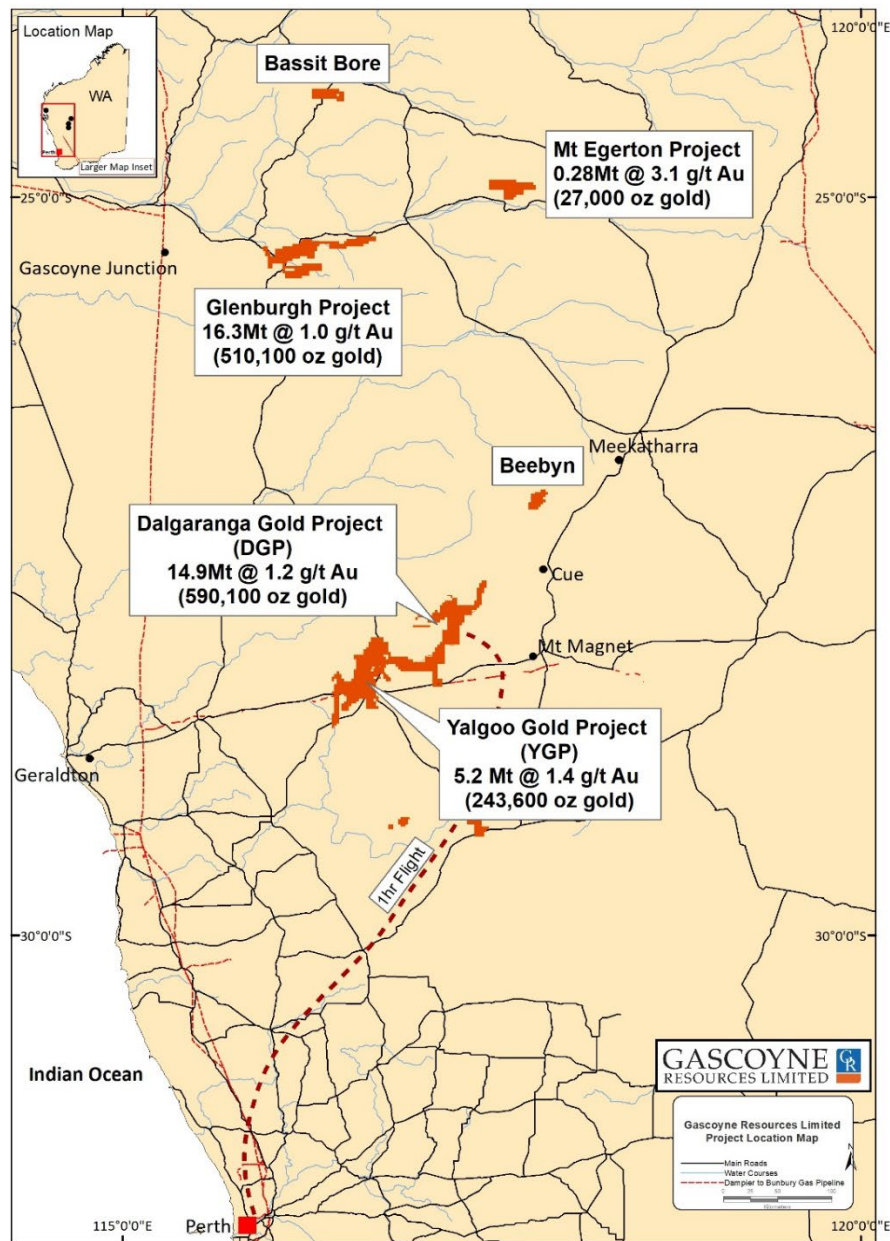 Location Map
WA
Perth
Larger Map Inset
120°0'0"E
Bassit Bore
Mt Egerton Project
0.28Mt @ 3.1 g/t Au
(27,000 oz gold)
25°0'0"S
25°0'0"S
Gascoyne Junction
Glenburgh Project
16.3Mt @ 1.0 g/t Au
(510,100 oz gold)
Meekatharra
Beebyn
Dalgaranga Gold Project
(DGP)
14.9Mt @ 1.2 g/t Au
(590,100 oz gold)
Cue
Mt Magnet
Yalgoo Gold Project
(YGP)
5.2 Mt @ 1.4 g/t Au
(243,600 oz gold)
Geraldton
1hr Flight
30°0'0"S
30°0'0"S
Indian Ocean
GASCOYNE
RESOURCES LIMITED
GR
Gascoyne Resources Limited
Project Location Map
Main Roads
Water Courses
Dampier to Bunbury Gas Pipeline
Kilometers
N
115°0'0"E
Perth
120°0'0"E